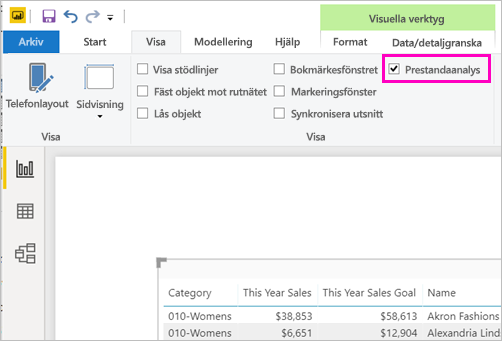 Visuella verktyg
Arkiv Start Visa Modellering Hjälp Format Data/detaljgranska
Telefonlayout
Sidvisning
Visa stödlinjer
Fäst objekt mot rutnätet
Lås objekt
Bokmärkesfönstret
Markeringsfönster
Synkronisera utsnitt
Prestandaanalys
Visa
Visa
Category This Year Sales This Year Sales Goal Name
010-Womens $38,853 $58,613 Akron Fashions
010-Womens $6,651 $12,904 Alexandria Lind